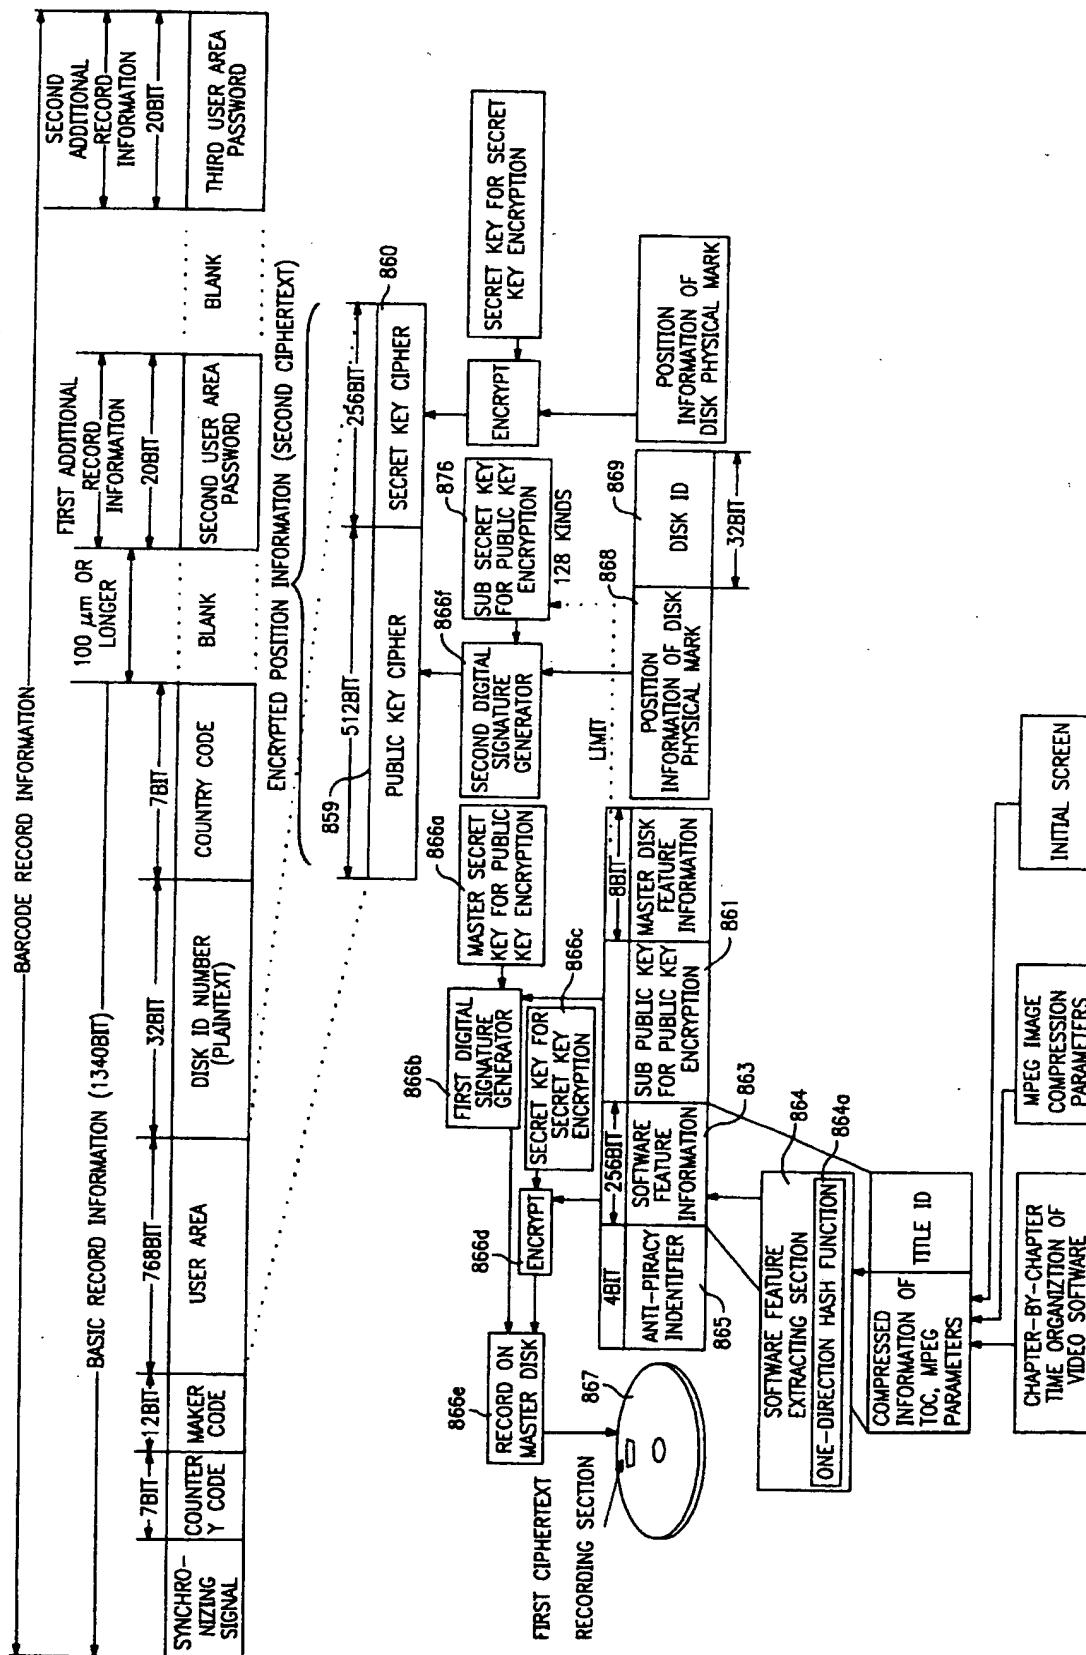 BARCODE RECORD INFORMATION
BASIC RECORD INFORMATION (1340BIT)
100 μm OR
LONGER
FIRST ADDITIONAL
RECORD
INFORMATION
SECOND
ADDITIONAL
RECORD
INFORMATION
7BIT
12BIT
768BIT
32BIT
7BIT
20BIT
20BIT
SYNCHRO-
NIZING
SIGNAL
COUNTER
Y CODE
MAKER
CODE
USER AREA
DISK ID NUMBER
(PLAINTEXT)
COUNTRY CODE
BLANK
SECOND USER AREA
PASSWORD
BLANK
THIRD USER AREA
PASSWORD
ENCRYPTED POSITION INFORMATION (SECOND CIPHERTEXT)
859
512BIT
256BIT
860
PUBLIC KEY CIPHER
SECRET KEY CIPHER
866e
RECORD ON
MASTER DISK
866d
ENCRYPT
866b
FIRST DIGITAL
SIGNATURE
GENERATOR
866c
SECRET KEY FOR
SECRET KEY
ENCRYPTION
866a
MASTER SECRET
KEY FOR PUBLIC
KEY ENCRYPTION
866f
SECOND DIGITAL
SIGNATURE
GENERATOR
876
SUB SECRET KEY
FOR PUBLIC KEY
ENCRYPTION
128 KINDS
ENCRYPT
SECRET KEY FOR SECRET
KEY ENCRYPTION
FIRST CIPHERTEXT
RECORDING SECTION
867
4BIT
256BIT
8BIT
LIMIT
ANTI-PIRACY
INDENTIFIER
SOFTWARE
FEATURE
INFORMATION
SUB PUBLIC KEY
FOR PUBLIC KEY
ENCRYPTION
MASTER DISK
FEATURE
INFORMATION
865
863
861
868
869
POSITION
INFORMATION OF DISK
PHYSICAL MARK
DISK ID
32BIT
POSITION
INFORMATION OF
DISK PHYSICAL MARK
SOFTWARE FEATURE
EXTRACTING SECTION
864
ONE-DIRECTION HASH FUNCTION
864a
COMPRESSED
INFORMATION OF
TOC, MPEG
PARAMETERS
TITLE ID
CHAPTER-BY-CHAPTER
TIME ORGANIZTION OF
VIDEO SOFTWARE
MPEG IMAGE
COMPRESSION
PARAMETERS
INITIAL SCREEN